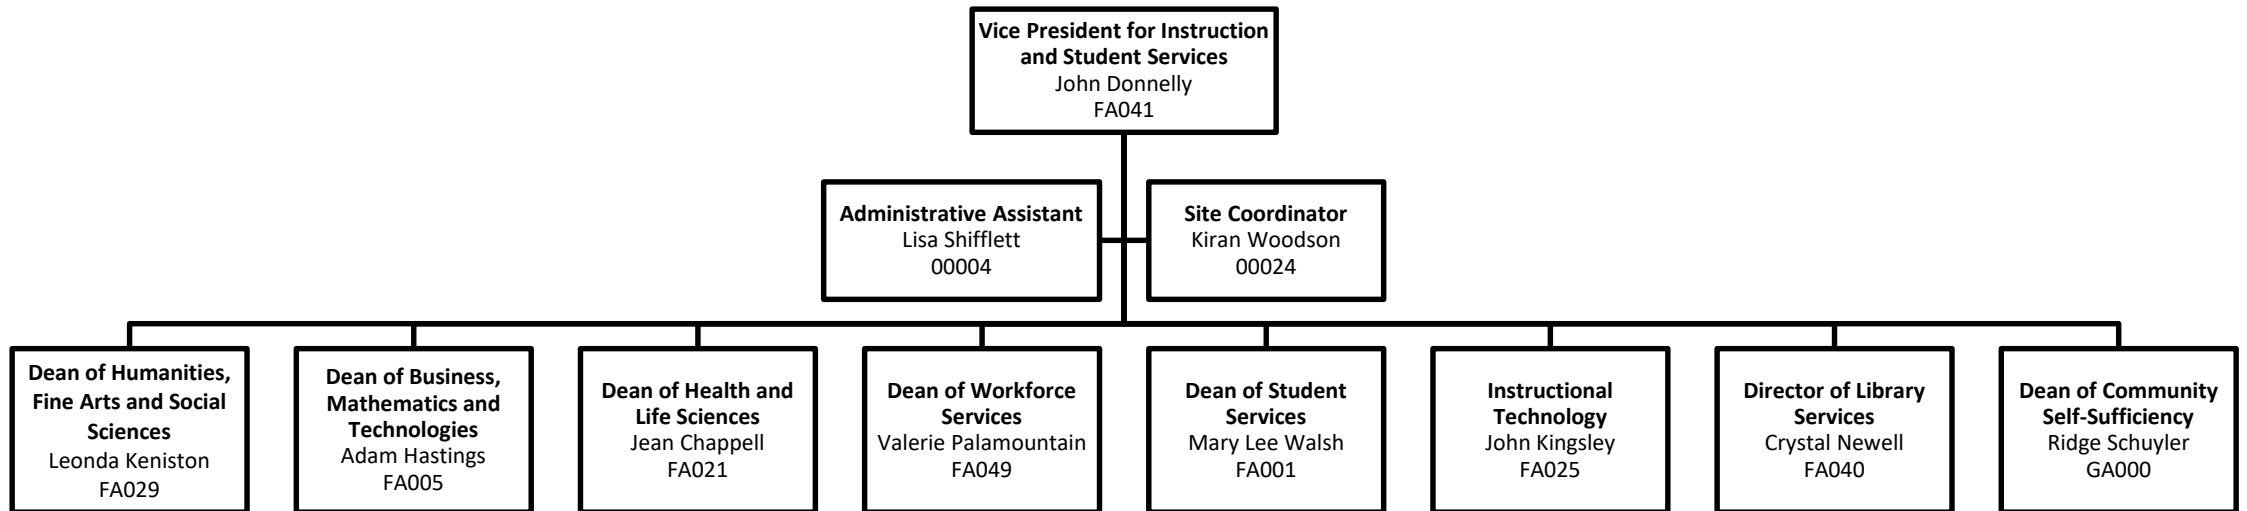 Vice President for Instruction
and Student Services
John Donnelly
FA041
Administrative Assistant
Lisa Shifflett
00004
Site Coordinator
Kiran Woodson
00024
Dean of Humanities,
Fine Arts and Social
Sciences
Leonda Keniston
FA029
Dean of Business,
Mathematics and
Technologies
Adam Hastings
FA005
Dean of Health and
Life Sciences
Jean Chappell
FA021
Dean of Workforce
Services
Valerie Palamountain
FA049
Dean of Student
Services
Mary Lee Walsh
FA001
Instructional
Technology
John Kingsley
FA025
Director of Library
Services
Crystal Newell
FA040
Dean of Community
Self-Sufficiency
Ridge Schuyler
GA000